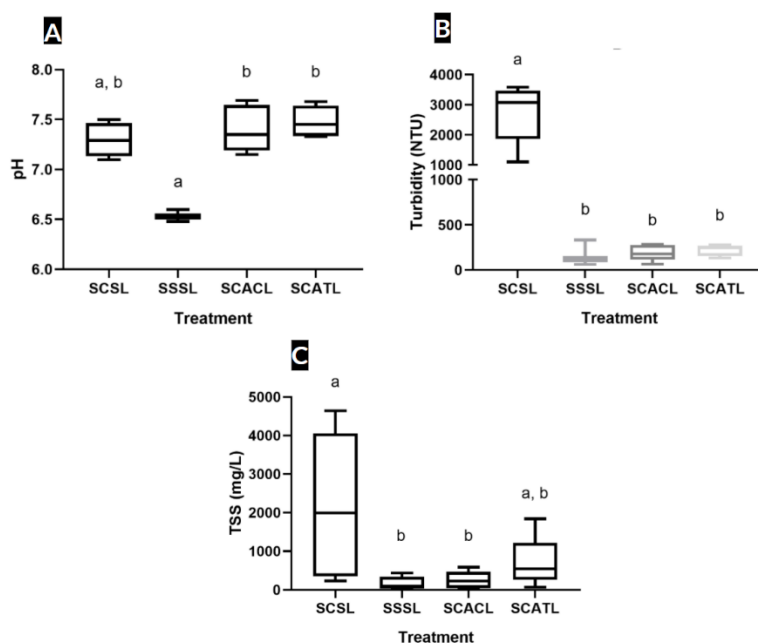 A
a, b
a
b
b
8.0
7.5
7.0
6.5
6.0
pH
SCSL SSSL SCACL SCATL
Treatment
B
a
b
b
b
4000
3000
2000
1000
1000
500
0
Turbidity (NTU)
SCSL SSSL SCACL SCATL
Treatment
C
a
b
b
a, b
5000
4000
3000
2000
1000
0
TSS (mg/L)
SCSL SSSL SCACL SCATL
Treatment